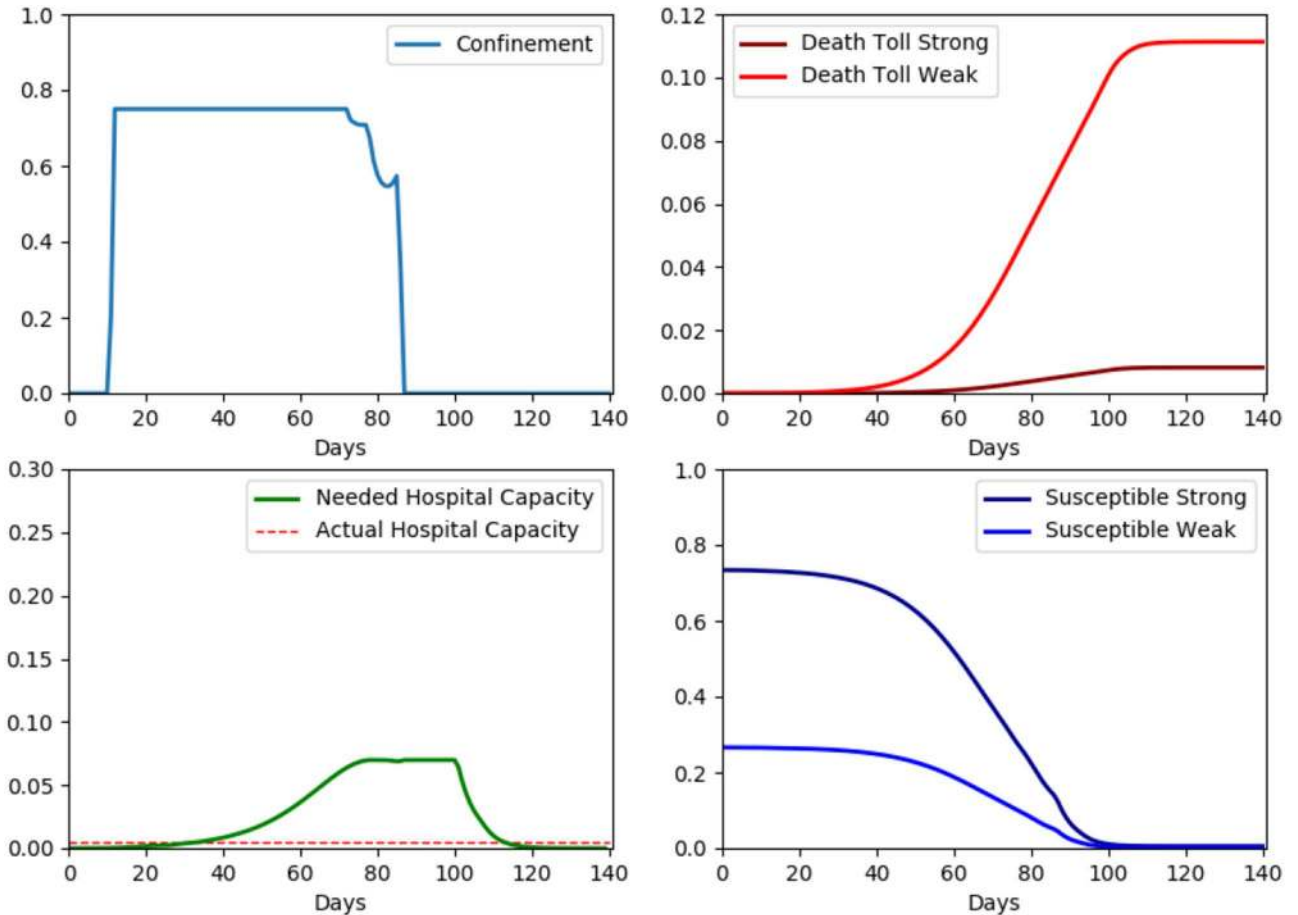 1.0
0.8
0.6
0.4
0.2
0.0
Confinement
0 20 40 60 80 100 120 140
Days
0.12
0.10
0.08
0.06
0.04
0.02
0.00
Death Toll Strong
Death Toll Weak
0 20 40 60 80 100 120 140
Days
0.30
0.25
0.20
0.15
0.10
0.05
0.00
Needed Hospital Capacity
Actual Hospital Capacity
0 20 40 60 80 100 120 140
Days
1.0
0.8
0.6
0.4
0.2
0.0
Susceptible Strong
Susceptible Weak
0 20 40 60 80 100 120 140
Days